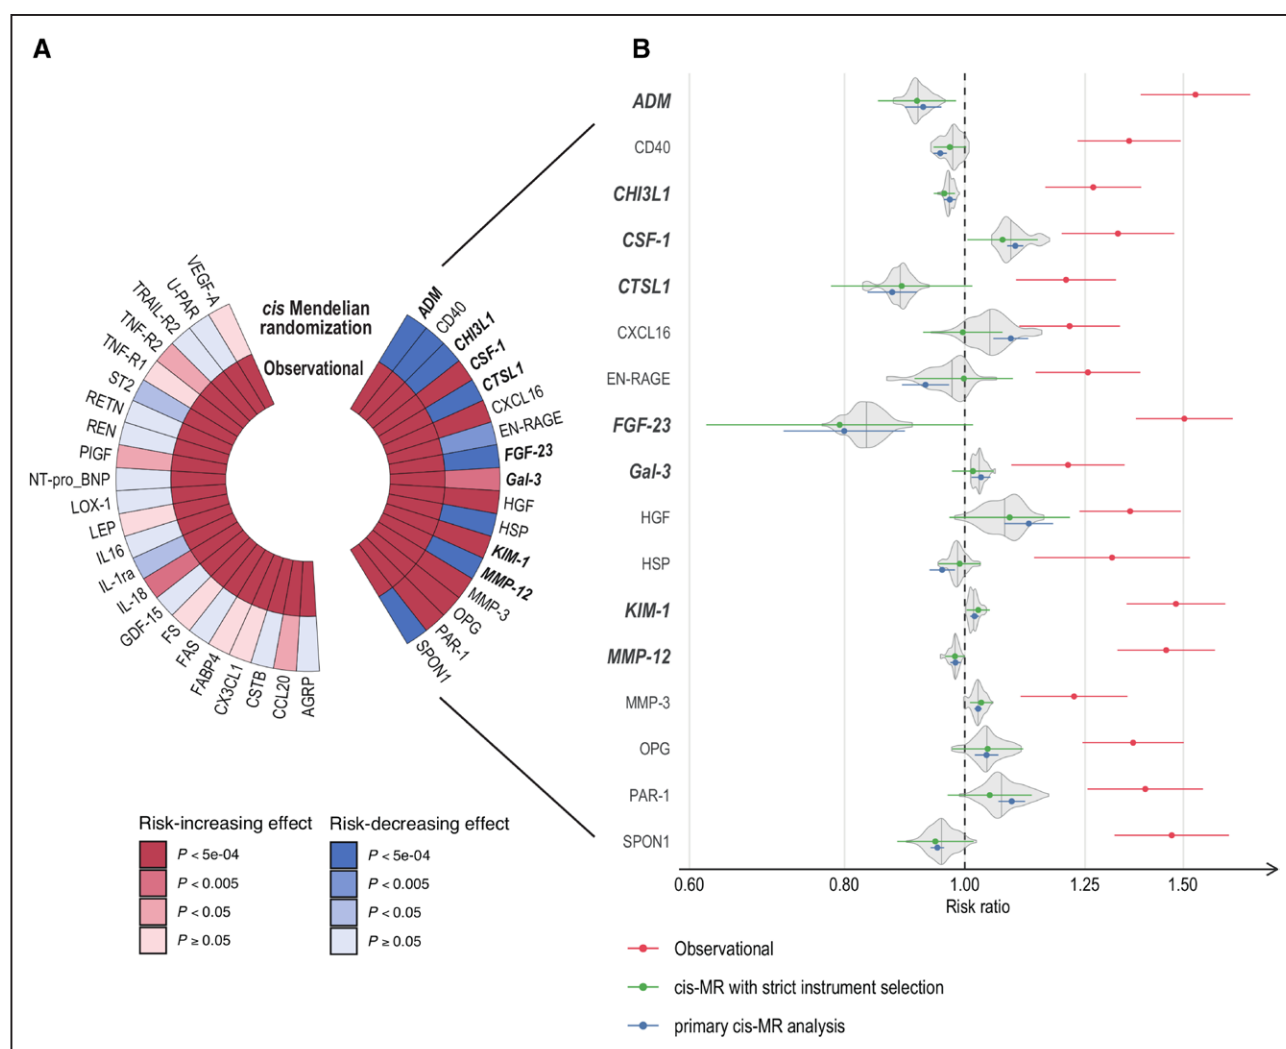 A
B
cis Mendelian
randomization
Observational
VEGF-A
U-PAR
TRAIL-R2
TNF-R2
TNF-R1
ST2
RETN
REN
PlGF
NT-pro_BNP
LOX-1
LEP
IL16
IL-1ra
IL-18
GDF-15
FS
FAS
FABP4
CX3CL1
CSTB
CCL20
AGRP
ADM
CD40
CHI3L1
CSF-1
CTSL1
CXCL16
EN-RAGE
FGF-23
Gal-3
HGF
HSP
KIM-1
MMP-12
MMP-3
OPG
PAR-1
SPON1
Risk-increasing effect
P < 5e-04
P < 0.005
P < 0.05
P ≥ 0.05
Risk-decreasing effect
P < 5e-04
P < 0.005
P < 0.05
P ≥ 0.05
ADM
CD40
CHI3L1
CSF-1
CTSL1
CXCL16
EN-RAGE
FGF-23
Gal-3
HGF
HSP
KIM-1
MMP-12
MMP-3
OPG
PAR-1
SPON1
0.60 0.80 1.00 1.25 1.50
Risk ratio
Observational
cis-MR with strict instrument selection
primary cis-MR analysis